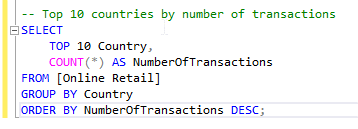 -- Top 10 countries by number of transactions
SELECT
    TOP 10 Country,
    COUNT(*) AS NumberOfTransactions
FROM [Online Retail]
GROUP BY Country
ORDER BY NumberOfTransactions DESC;